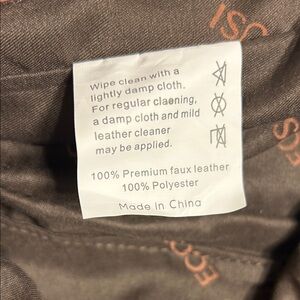 Wipe clean with a
lightly damp cloth.
For regular claening,
a damp cloth and mild
leather cleaner
may be applied.
100% Premium faux leather
100% Polyester
Made in China